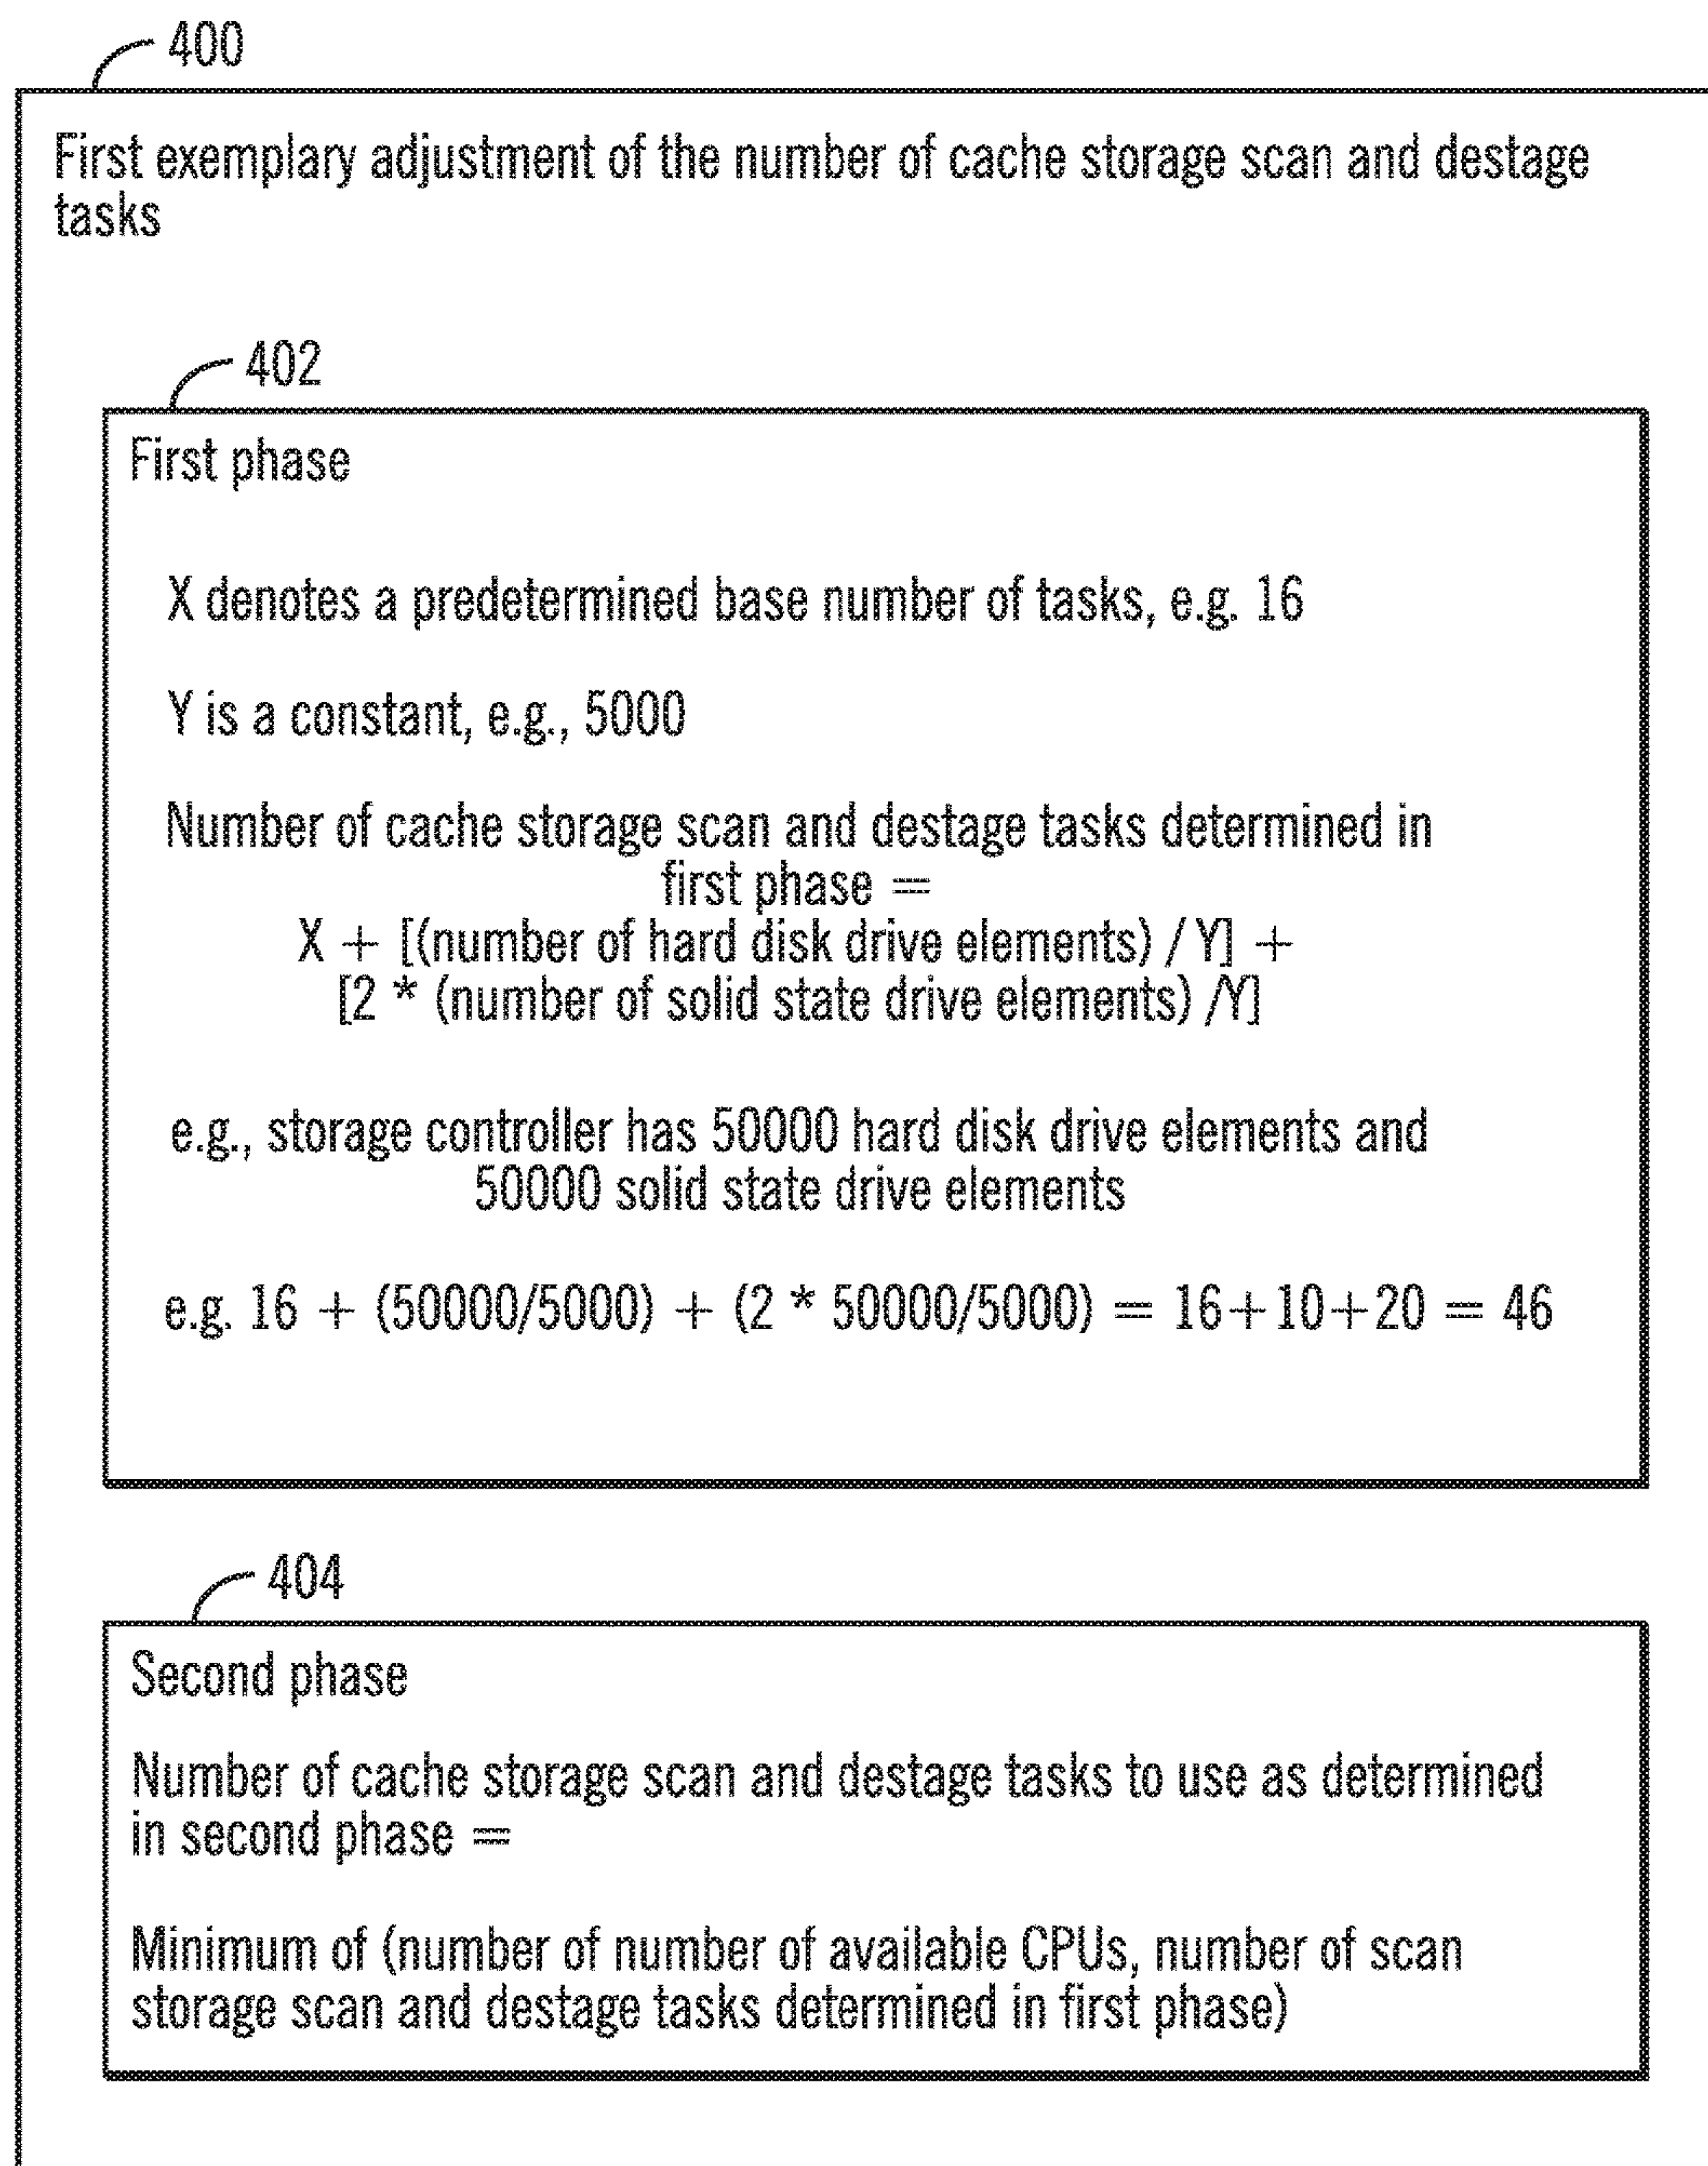 400
First exemplary adjustment of the number of cache storage scan and destage
tasks
402
First phase
X denotes a predetermined base number of tasks, e.g. 16
Y is a constant, e.g., 5000
Number of cache storage scan and destage tasks determined in
first phase =
X + [(number of hard disk drive elements) / Y] +
[2 * (number of solid state drive elements) /Y]
e.g., storage controller has 50000 hard disk drive elements and
50000 solid state drive elements
e.g. 16 + (50000/5000) + (2 * 50000/5000) = 16+10+20 = 46
404
Second phase
Number of cache storage scan and destage tasks to use as determined
in second phase =
Minimum of (number of number of available CPUs, number of scan
storage scan and destage tasks determined in first phase)